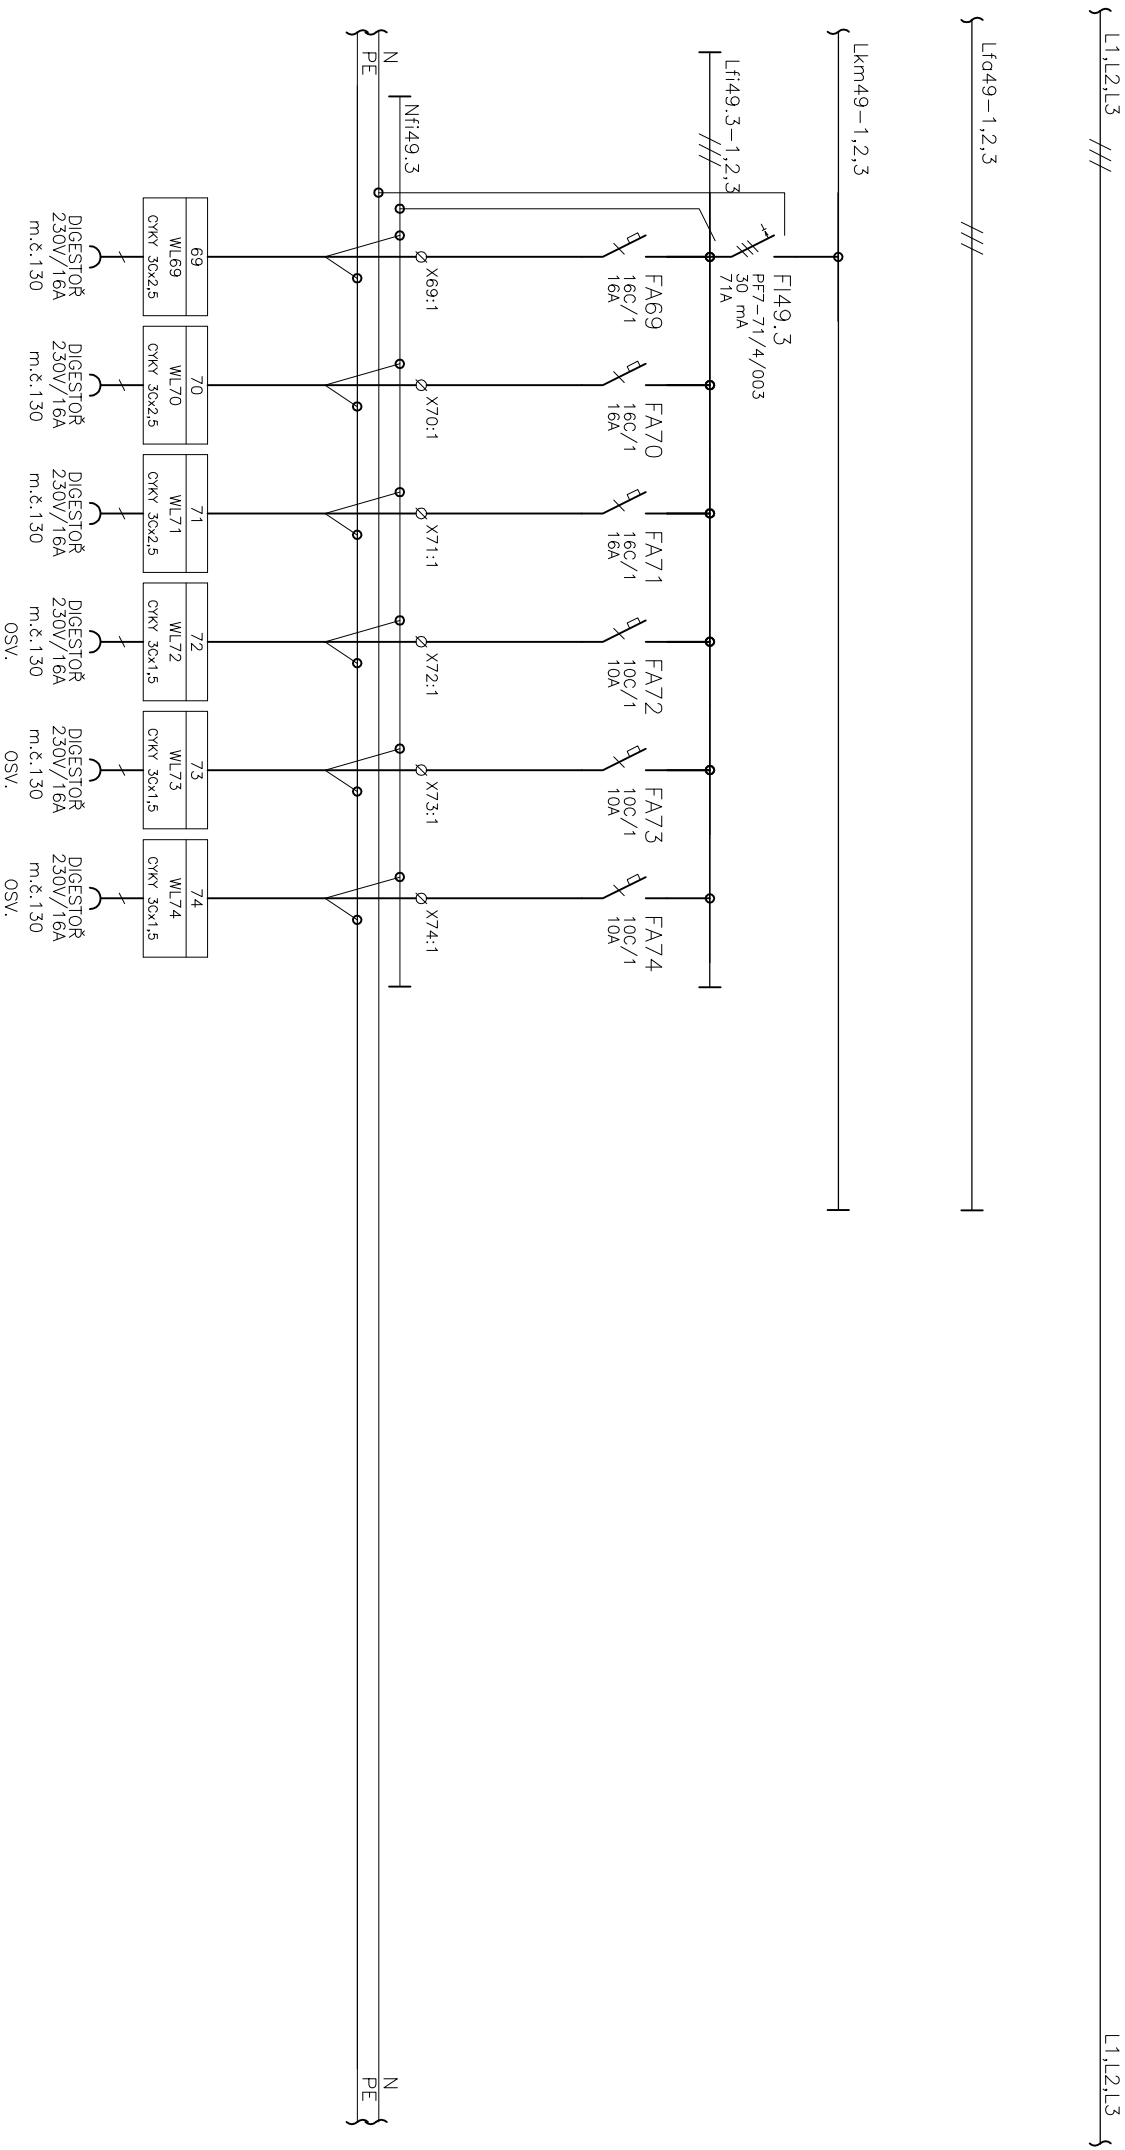 L1,L2,L3
L1,L2,L3
Lfa49-1,2,3
Lkm49-1,2,3
FI49.3
PF7-71/4/003
30 mA
71A
Lfi49.3-1,2,3
FA69
16C/1
16A
FA70
16C/1
16A
FA71
16C/1
16A
FA72
10C/1
10A
FA73
10C/1
10A
FA74
10C/1
10A
X69:1
X70:1
X71:1
X72:1
X73:1
X74:1
Nfi49.3
N
N
PE
PE
69
WL69
CYKY 3Cx2,5
70
WL70
CYKY 3Cx2,5
71
WL71
CYKY 3Cx2,5
72
WL72
CYKY 3Cx1,5
73
WL73
CYKY 3Cx1,5
74
WL74
CYKY 3Cx1,5
DIGESTOŘ
230V/16A
m.č.130
DIGESTOŘ
230V/16A
m.č.130
DIGESTOŘ
230V/16A
m.č.130
DIGESTOŘ
230V/16A
m.č.130
OSV.
DIGESTOŘ
230V/16A
m.č.130
OSV.
DIGESTOŘ
230V/16A
m.č.130
OSV.